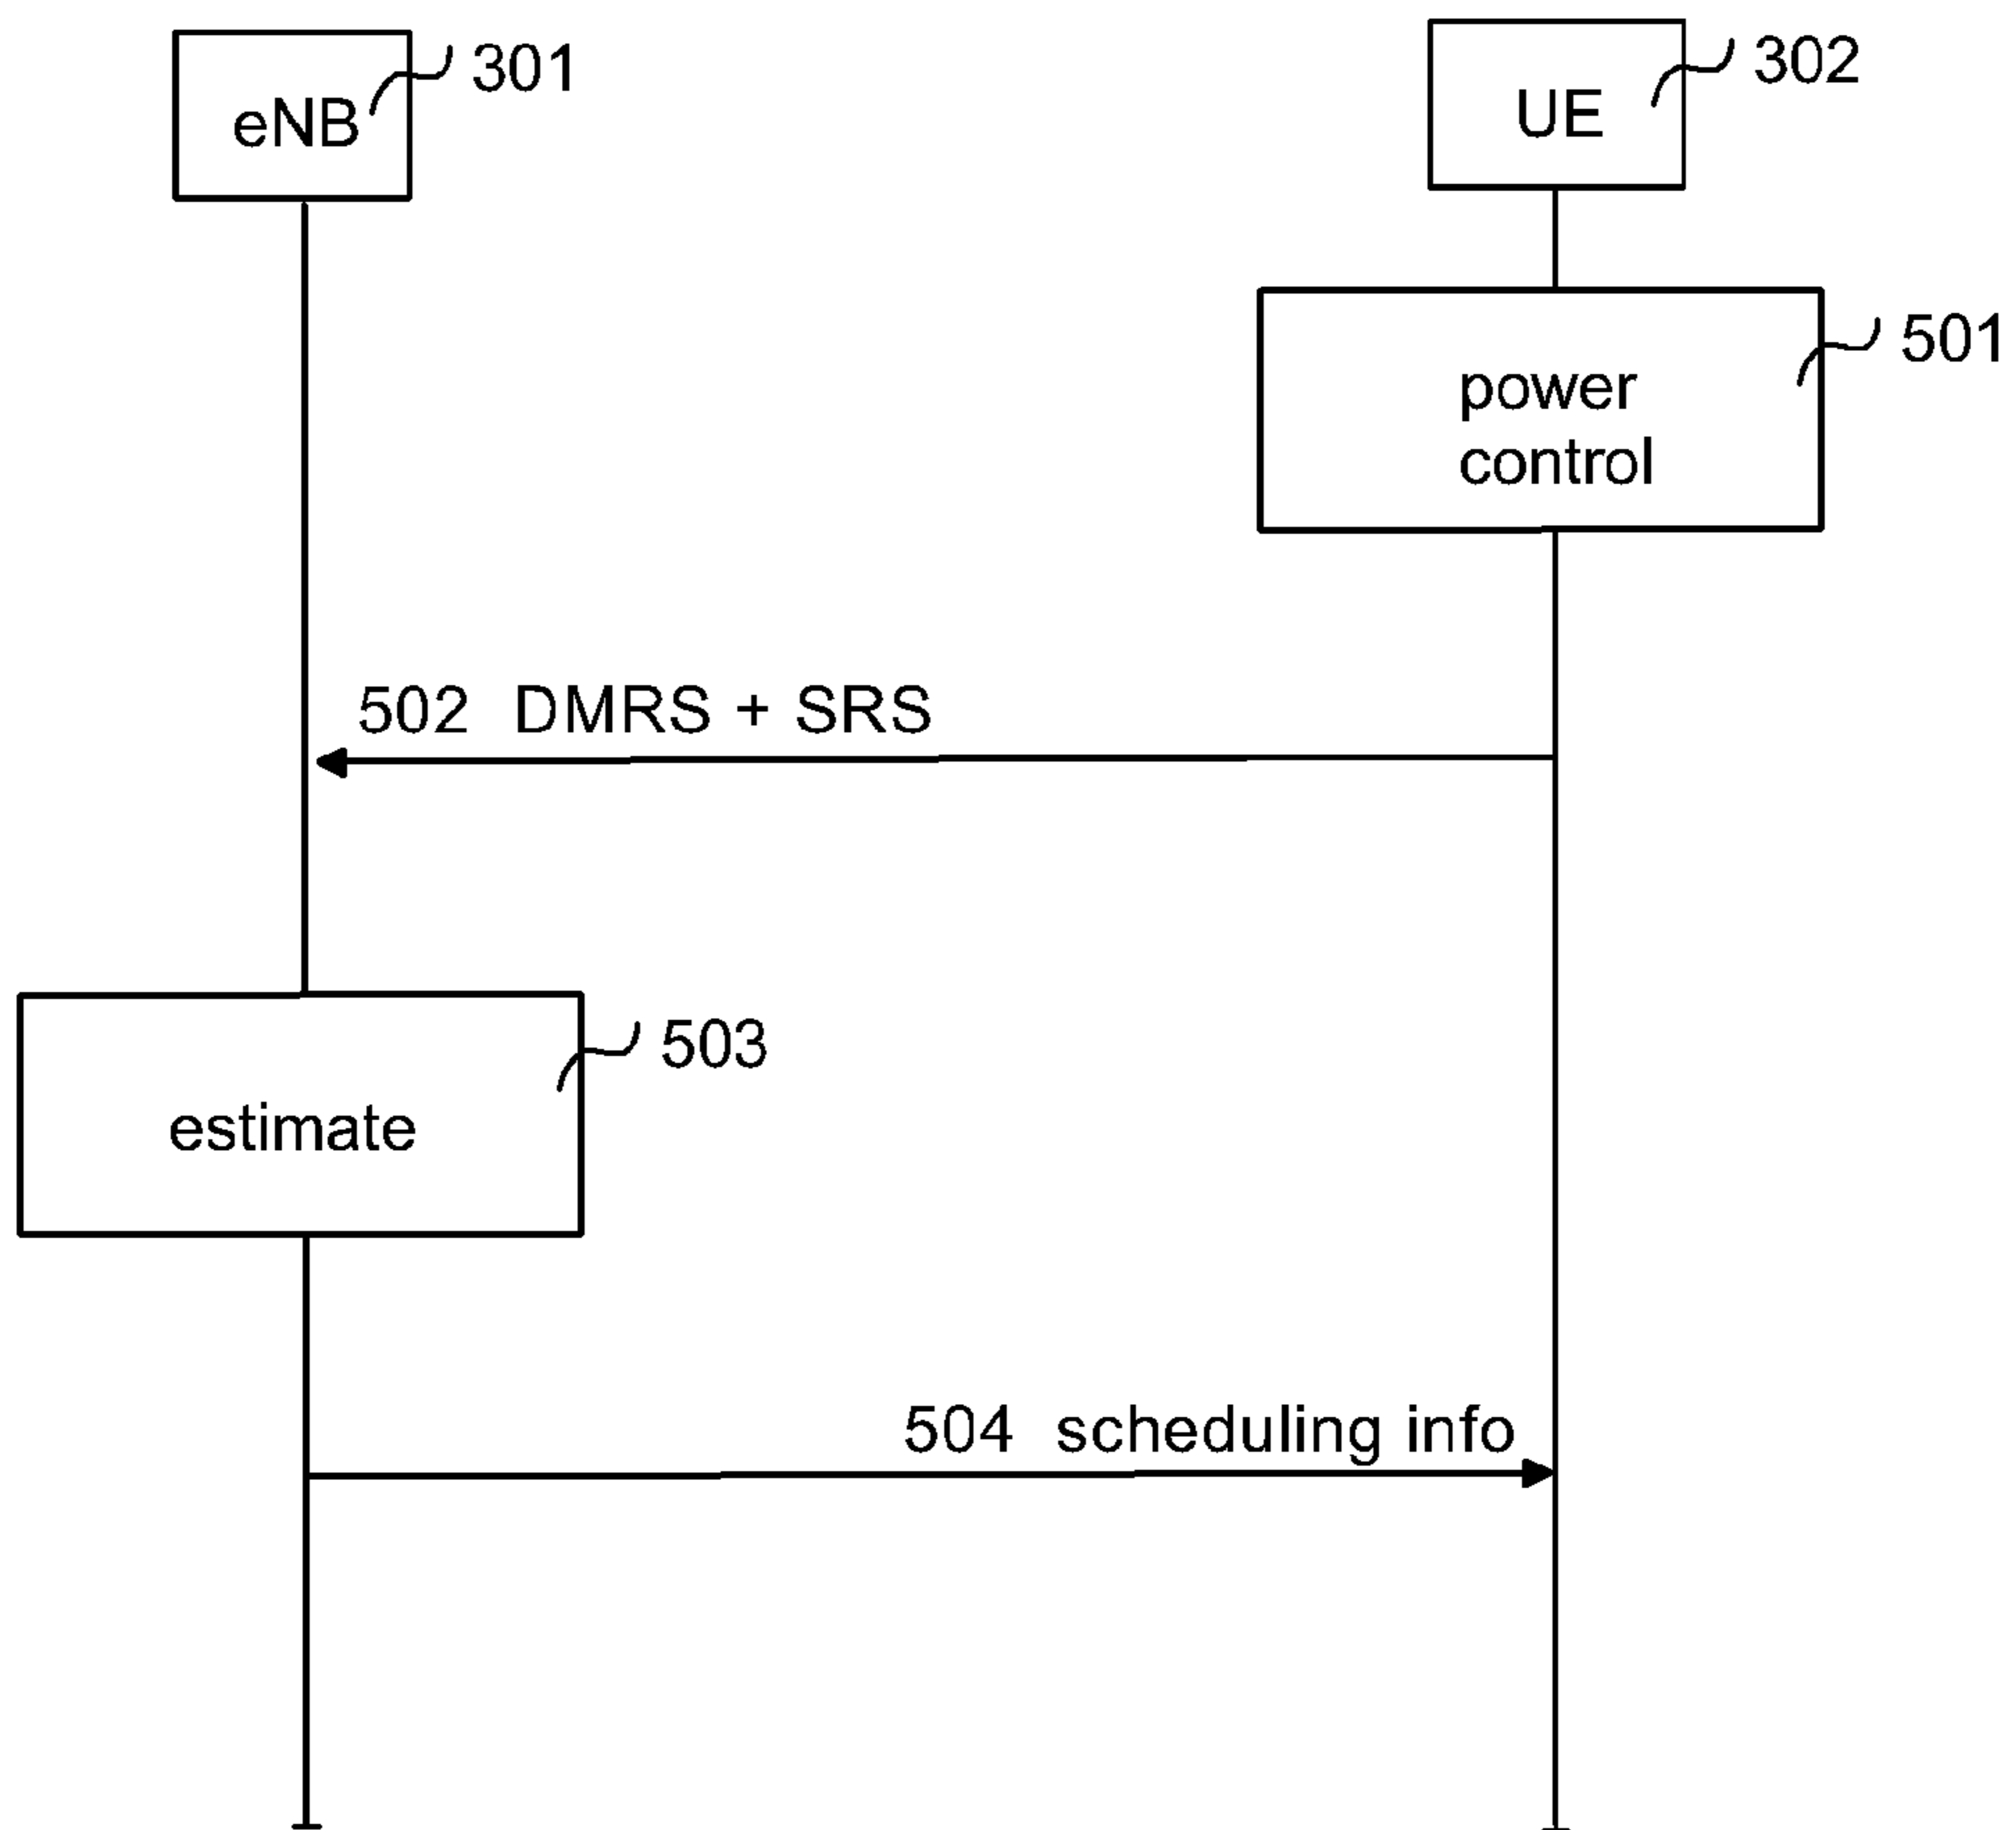 301
eNB
302
UE
501
power
control
502 DMRS + SRS
503
estimate
504 scheduling info